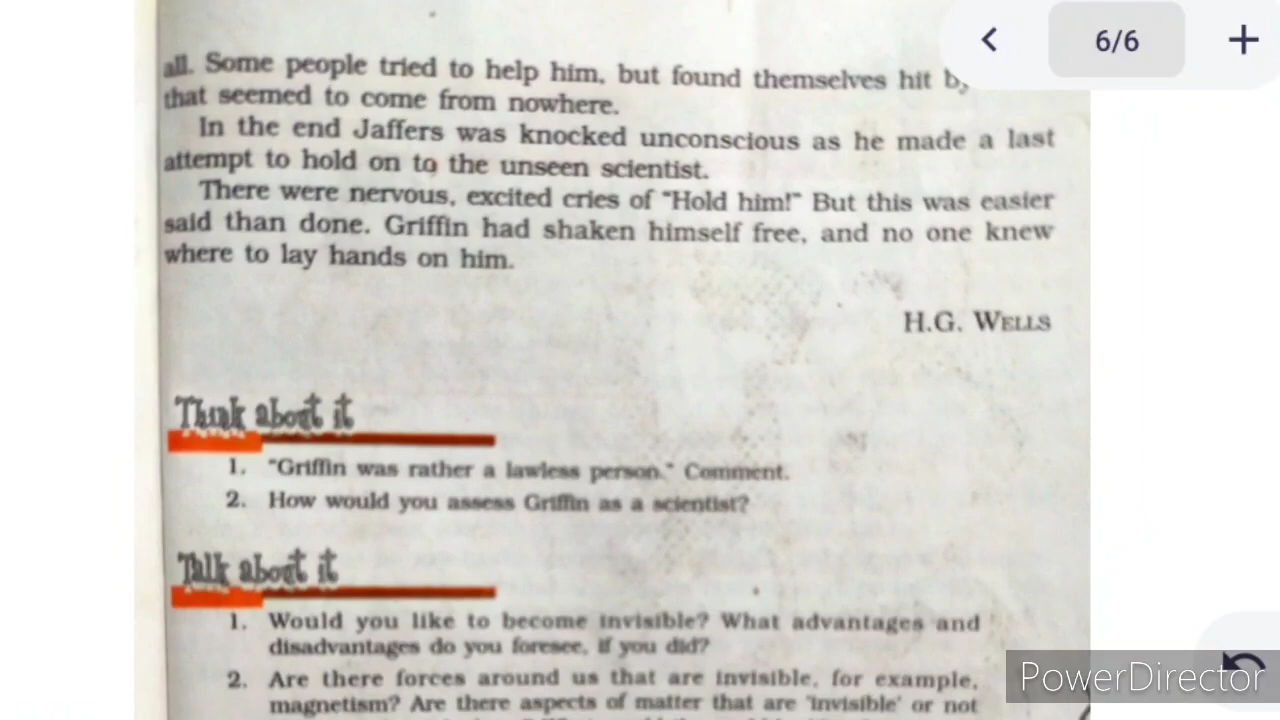 6/6
all. Some people tried to help him, but found themselves hit by
that seemed to come from nowhere.
In the end Jaffers was knocked unconscious as he made a last
attempt to hold on to the unseen scientist.
There were nervous, excited cries of "Hold him!" But this was easier
said than done. Griffin had shaken himself free, and no one knew
where to lay hands on him.
H.G. WELLS
Think about it
1. "Griffin was rather a lawless person." Comment.
2. How would you assess Griffin as a scientist?
Talk about it
1. Would you like to become invisible? What advantages and
disadvantages do you foresee, if you did?
2. Are there forces around us that are invisible, for example,
magnetism? Are there aspects of matter that are 'invisible' or not
PowerDirector